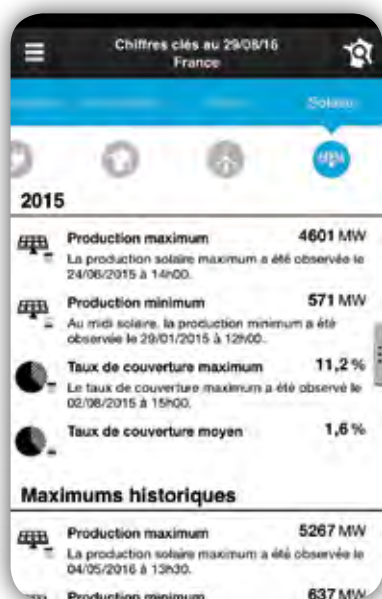 Chiffres clés au 29/08/16
France
Solaire
2015
Production maximum 4601 MW
La production solaire maximum a été observée le
24/06/2015 à 14h00.
Production minimum 571 MW
Au midi solaire, la production minimum a été
observée le 29/01/2015 à 12h00.
Taux de couverture maximum 11,2 %
Le taux de couverture maximum a été observé le
02/08/2015 à 15h00.
Taux de couverture moyen 1,6 %
Maximums historiques
Production maximum 5267 MW
La production solaire maximum a été observée le
04/05/2016 à 13h30.
Production minimum 637 MW